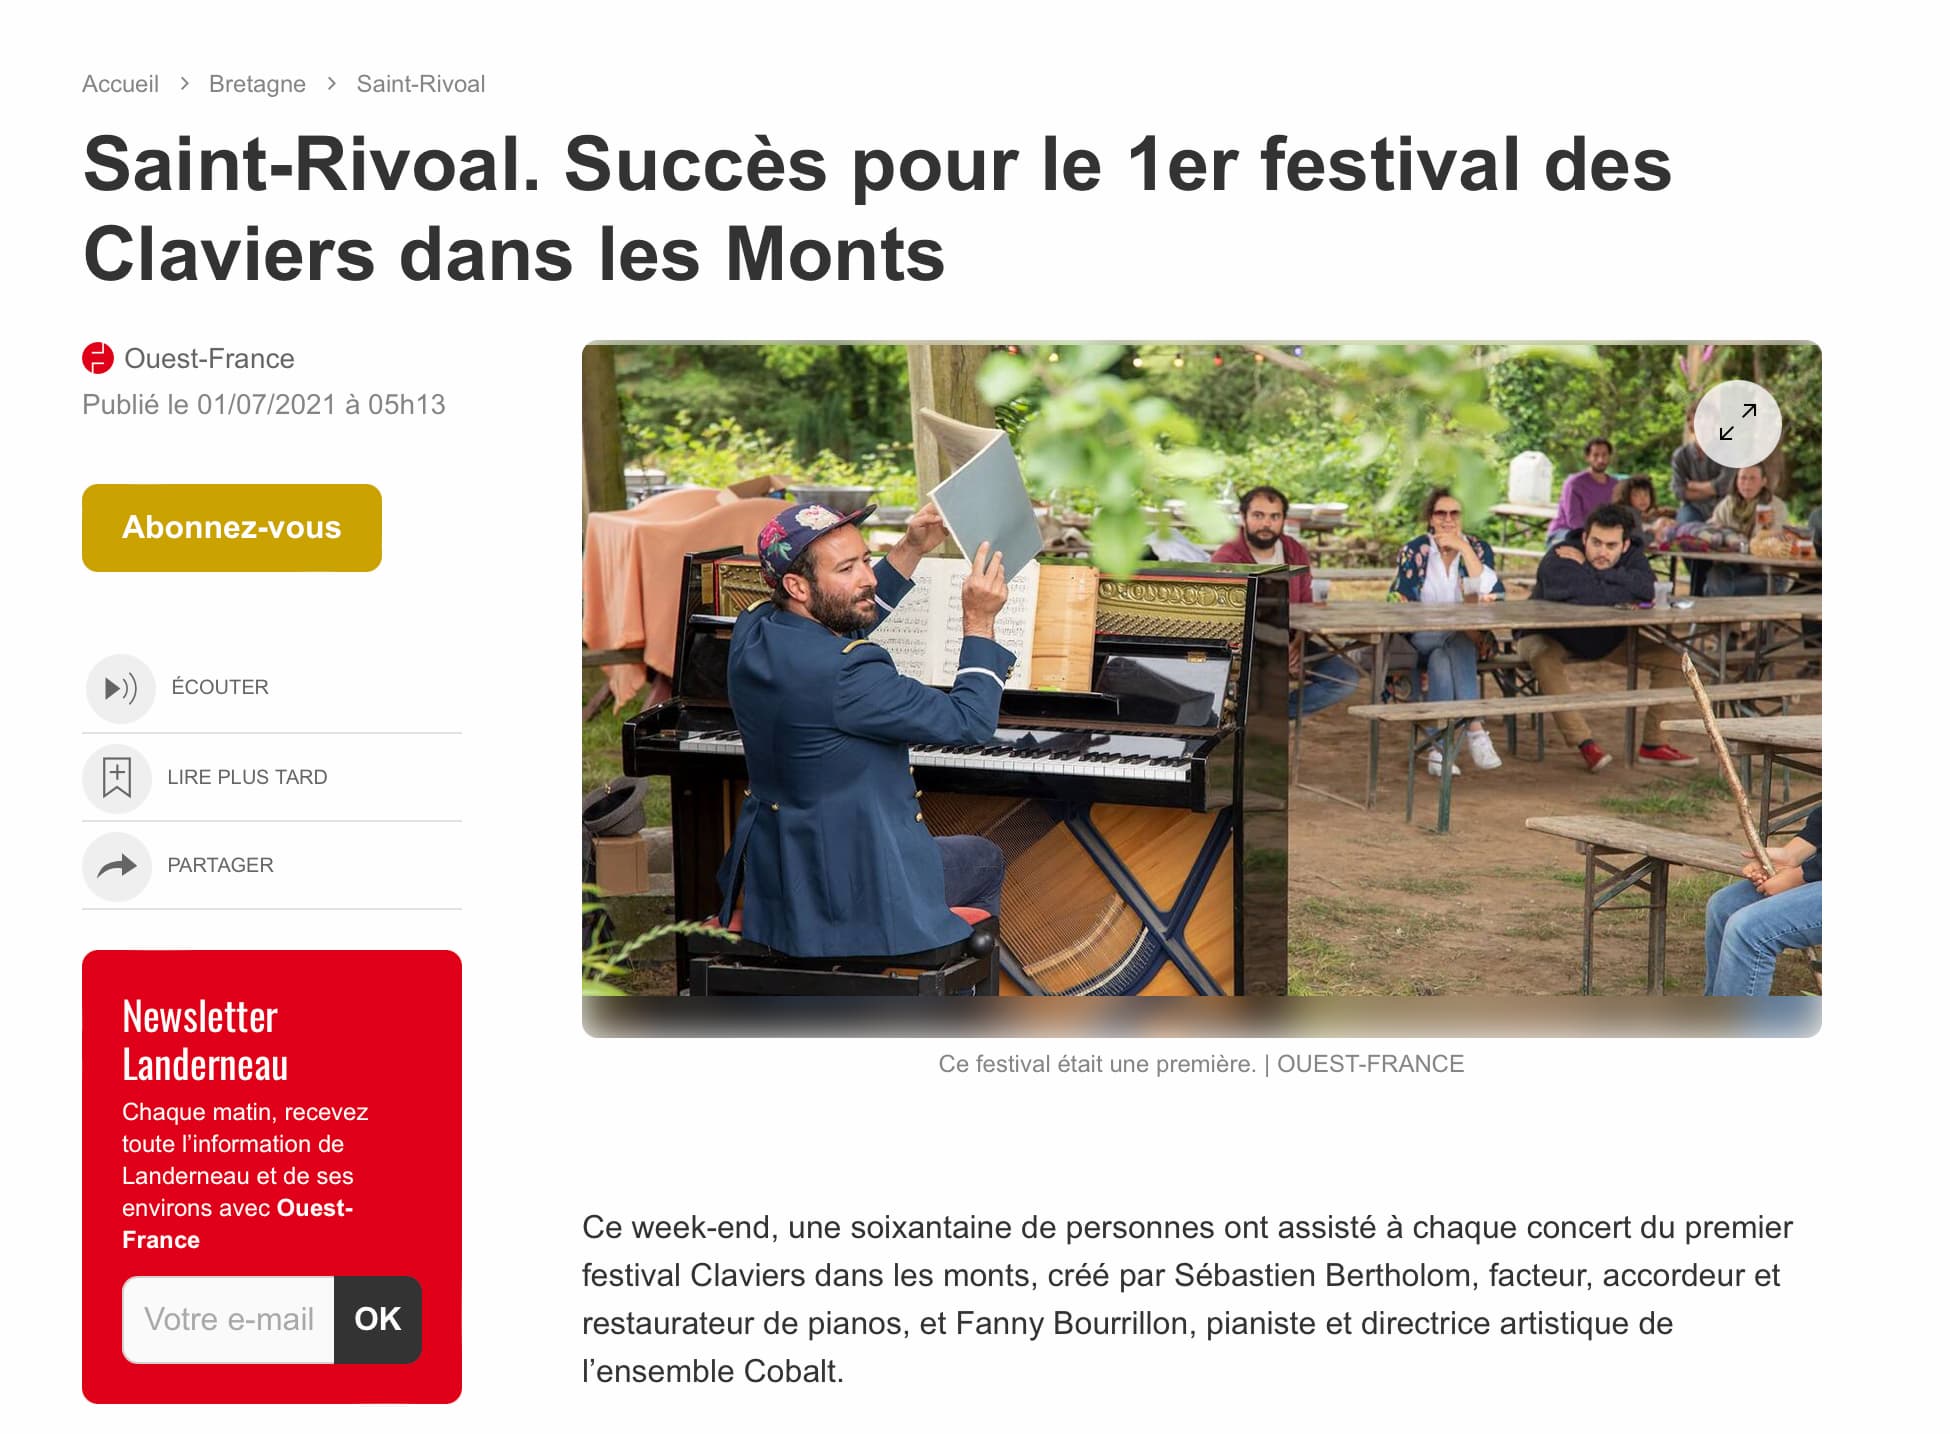 Accueil > Bretagne > Saint-Rivoal
Saint-Rivoal. Succès pour le 1er festival des
Claviers dans les Monts
Ouest-France
Publié le 01/07/2021 à 05h13
Abonnez-vous
ÉCOUTER
LIRE PLUS TARD
PARTAGER
Newsletter
Landerneau
Chaque matin, recevez
toute l’information de
Landerneau et de ses
environs avec Ouest-
France
Votre e-mail OK
Ce festival était une première. | OUEST-FRANCE
Ce week-end, une soixantaine de personnes ont assisté à chaque concert du premier
festival Claviers dans les monts, créé par Sébastien Bertholom, facteur, accordeur et
restaurateur de pianos, et Fanny Bourrillon, pianiste et directrice artistique de
l’ensemble Cobalt.